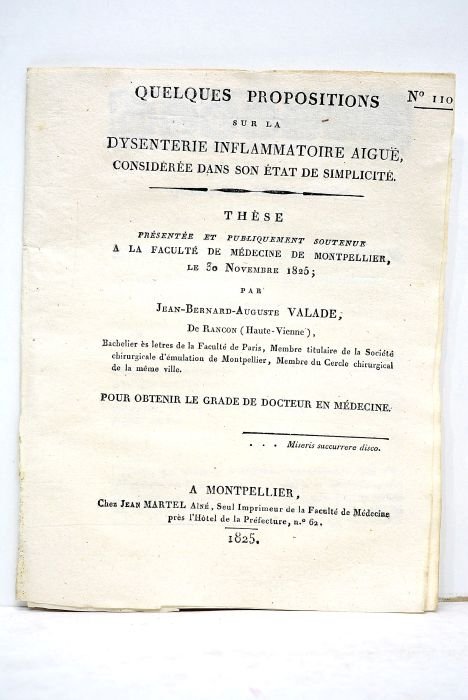 QUELQUES PROPOSITIONS
Nº 110
SUR LA
DYSENTERIE INFLAMMATOIRE AIGUË,
CONSIDÉRÉE DANS SON ÉTAT DE SIMPLICITÉ.
THÈSE
PRÉSENTÉE ET PUBLIQUEMENT SOUTENUE
A LA FACULTÉ DE MÉDECINE DE MONTPELLIER,
LE 30 NOVEMBRE 1825;
PAR
JEAN-BERNARD-AUGUSTE VALADE,
DE RANCON (Haute-Vienne),
Bachelier ès letres de la Faculté de Paris, Membre titulaire de la Société
chirurgicale d'émulation de Montpellier, Membre du Cercle chirurgical
de la même ville.
POUR OBTENIR LE GRADE DE DOCTEUR EN MÉDECINE.
. . . Miseris succurrere disco.
A MONTPELLIER,
Chez JEAN MARTEL AÎNÉ, Seul Imprimeur de la Faculté de Médecine
près l'Hôtel de la Préfecture, n.º 62.
1825.